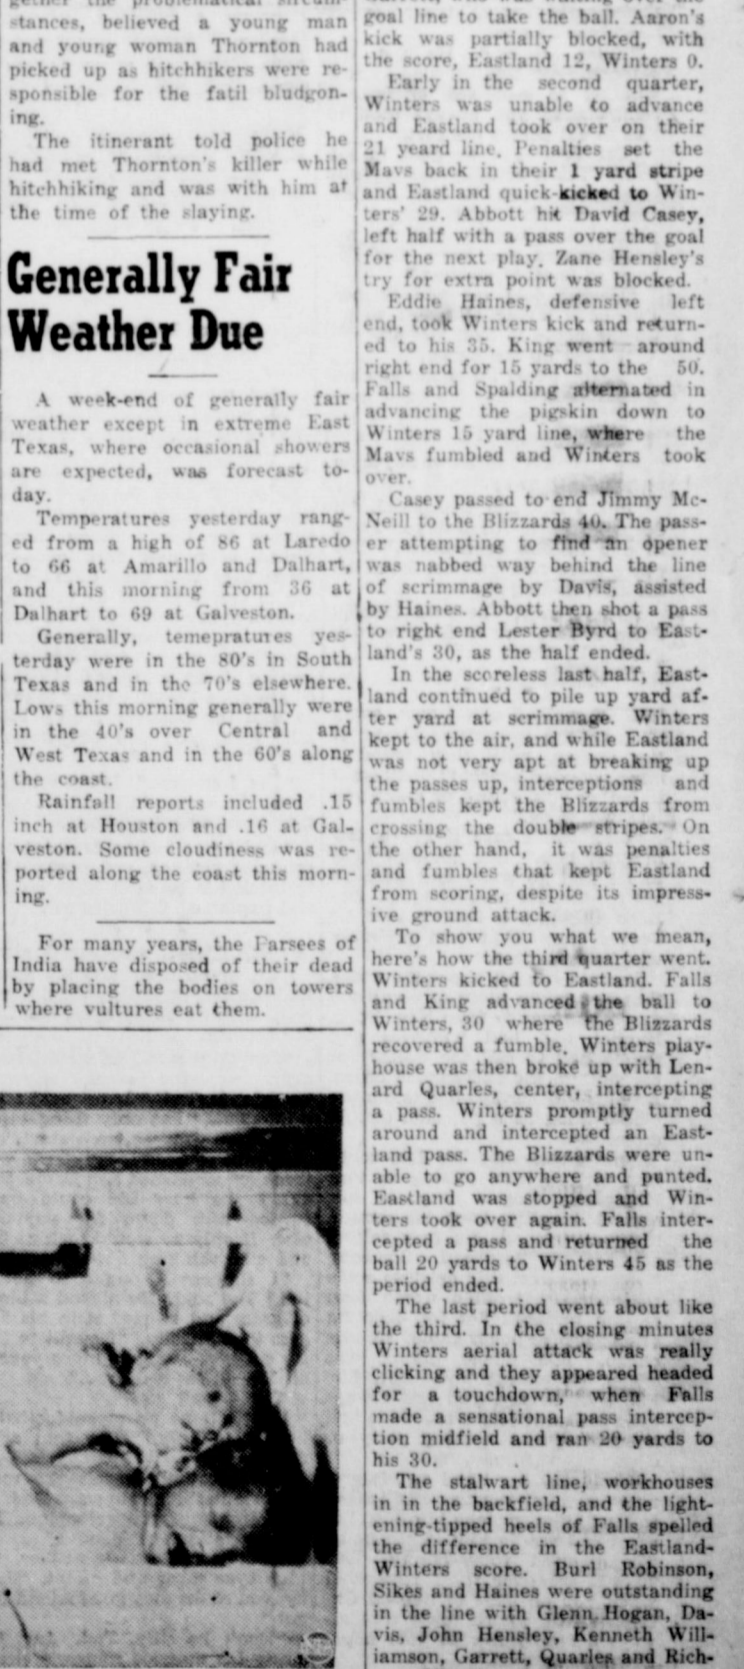 gether the problematical circum-
stances, believed a young man
and young woman Thornton had
picked up as hitchhikers were re-
sponsible for the fatil bludgon-
ing.
The itinerant told police he
had met Thornton's killer while
hitchhiking and was with him at
the time of the slaying.
Generally Fair
Weather Due
A week-end of generally fair
weather except in extreme East
Texas, where occasional showers
are expected, was forecast to-
day.
Temperatures yesterday rang-
ed from a high of 86 at Laredo
to 66 at Amarillo and Dalhart,
and this morning from 36 at
Dalhart to 69 at Galveston.
Generally, temepratures yes-
terday were in the 80's in South
Texas and in the 70's elsewhere.
Lows this morning generally were
in the 40's over Central and
West Texas and in the 60's along
the coast.
Rainfall reports included .15
inch at Houston and .16 at Gal-
veston. Some cloudiness was re-
ported along the coast this morn-
ing.
For many years, the Parsees of
India have disposed of their dead
by placing the bodies on towers
where vultures eat them.
goal line to take the ball. Aaron's
kick was partially blocked, with
the score, Eastland 12, Winters 0.
Early in the second quarter,
Winters was unable to advance
and Eastland took over on their
21 yeard line. Penalties set the
Mavs back in their 1 yard stripe
and Eastland quick-kicked to Win-
ters' 29. Abbott hit David Casey,
left half with a pass over the goal
for the next play. Zane Hensley's
try for extra point was blocked.
Eddie Haines, defensive left
end, took Winters kick and return-
ed to his 35. King went around
right end for 15 yards to the 50.
Falls and Spalding alternated in
advancing the pigskin down to
Winters 15 yard line, where the
Mavs fumbled and Winters took
over.
Casey passed to end Jimmy Mc-
Neill to the Blizzards 40. The pass-
er attempting to find an opener
was nabbed way behind the line
of scrimmage by Davis, assisted
by Haines. Abbott then shot a pass
to right end Lester Byrd to East-
land's 30, as the half ended.
In the scoreless last half, East-
land continued to pile up yard af-
ter yard at scrimmage. Winters
kept to the air, and while Eastland
was not very apt at breaking up
the passes up, interceptions and
fumbles kept the Blizzards from
crossing the double stripes. On
the other hand, it was penalties
and fumbles that kept Eastland
from scoring, despite its impress-
ive ground attack.
To show you what we mean,
here's how the third quarter went.
Winters kicked to Eastland. Falls
and King advanced the ball to
Winters, 30 where the Blizzards
recovered a fumble. Winters play-
house was then broke up with Len-
ard Quarles, center, intercepting
a pass. Winters promptly turned
around and intercepted an East-
land pass. The Blizzards were un-
able to go anywhere and punted.
Eastland was stopped and Win-
ters took over again. Falls inter-
cepted a pass and returned the
ball 20 yards to Winters 45 as the
period ended.
The last period went about like
the third. In the closing minutes
Winters aerial attack was really
clicking and they appeared headed
for a touchdown, when Falls
made a sensational pass intercep-
tion midfield and ran 20 yards to
his 30.
The stalwart line, workhouses
in in the backfield, and the light-
ening-tipped heels of Falls spelled
the difference in the Eastland-
Winters score. Burl Robinson,
Sikes and Haines were outstanding
in the line with Glenn Hogan, Da-
vis, John Hensley, Kenneth Will-
iamson, Garrett, Quarles and Rich-